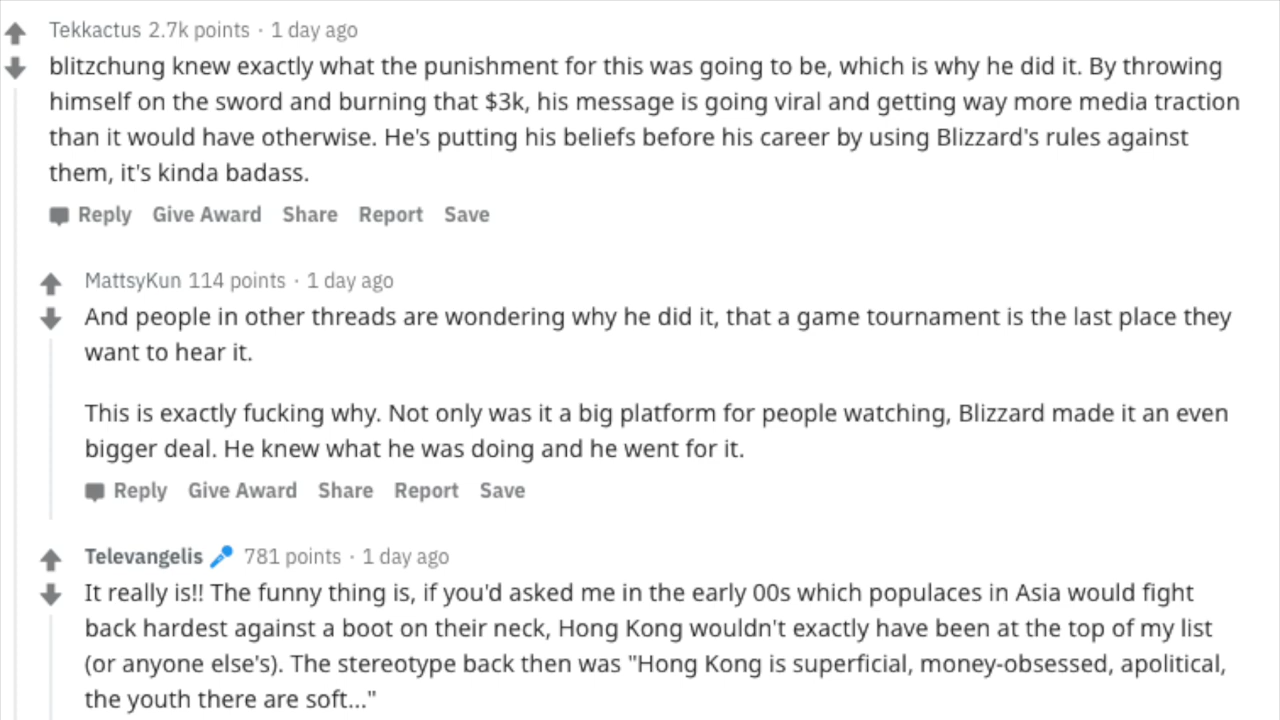 Tekkactus 2.7k points · 1 day ago
blitzchung knew exactly what the punishment for this was going to be, which is why he did it. By throwing
himself on the sword and burning that $3k, his message is going viral and getting way more media traction
than it would have otherwise. He's putting his beliefs before his career by using Blizzard's rules against
them, it's kinda badass.
Reply Give Award Share Report Save
MattsyKun 114 points · 1 day ago
And people in other threads are wondering why he did it, that a game tournament is the last place they
want to hear it.
This is exactly fucking why. Not only was it a big platform for people watching, Blizzard made it an even
bigger deal. He knew what he was doing and he went for it.
Reply Give Award Share Report Save
Televangelis 781 points · 1 day ago
It really is!! The funny thing is, if you'd asked me in the early 00s which populaces in Asia would fight
back hardest against a boot on their neck, Hong Kong wouldn't exactly have been at the top of my list
(or anyone else's). The stereotype back then was "Hong Kong is superficial, money-obsessed, apolitical,
the youth there are soft..."